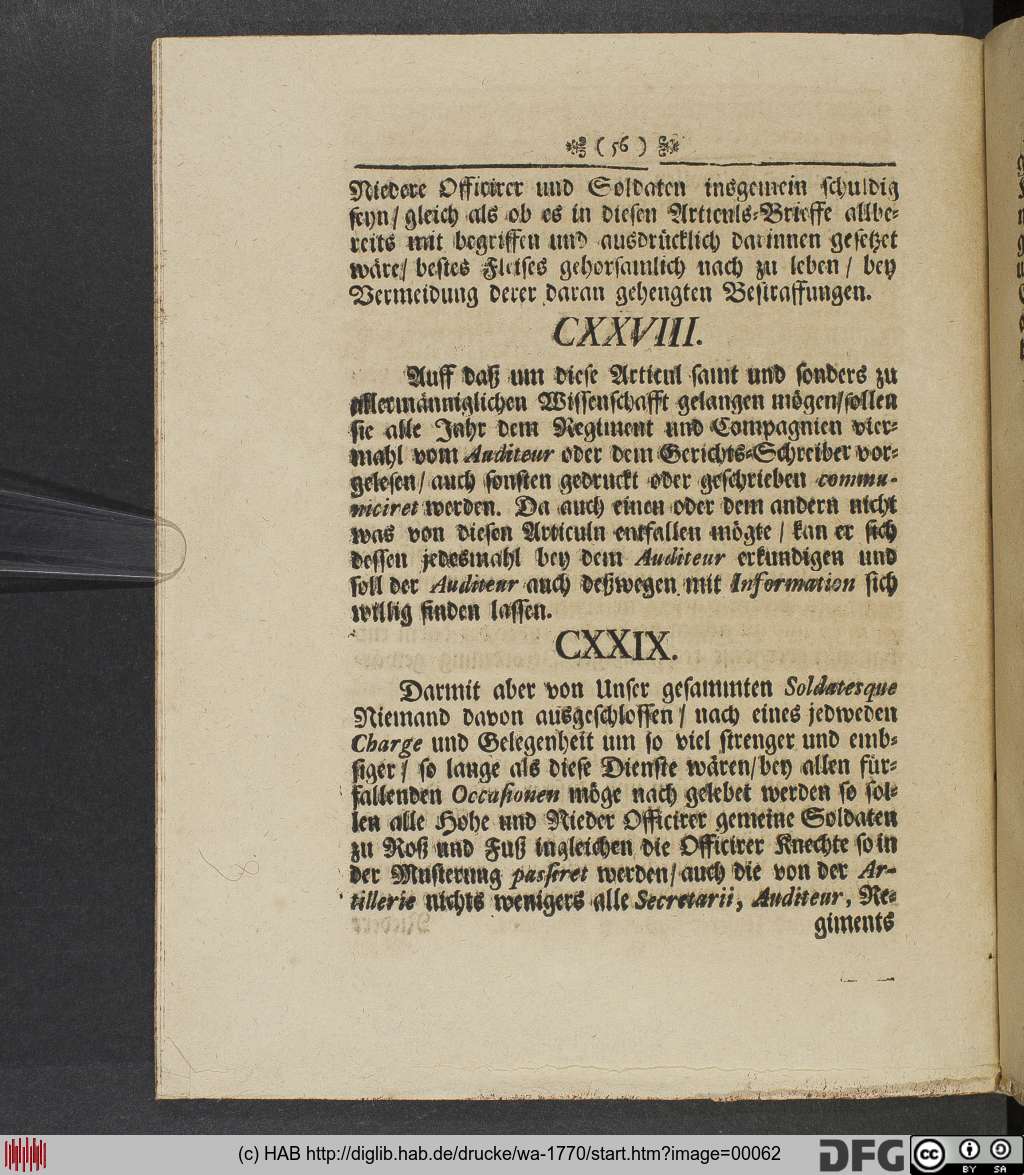 ( 56 )
Niedere Officirer und Soldaten insgemein schuldig
seyn/ gleich als ob es in diesen Articuls-Brieffe allbe-
reits mit begriffen und ausdrücklich darinnen gesetzet
wäre/ bestes Fleises gehorsamlich nach zu leben / bey
Vermeidung derer daran gehengten Bestraffungen.
CXXVIII.
Auff daß um diese Articul samt und sonders zu
allermänniglichen Wissenschafft gelangen mögen/sollen
sie alle Jahr dem Regiment und Compagnien vier-
mahl vom Auditeur oder dem Gerichts-Schreiber vor-
gelesen/ auch sonsten gedruckt oder geschrieben commu-
niciret werden. Da auch einen oder dem andern nicht
was von diesen Articuln entfallen mögte / kan er sich
dessen jedesmahl bey dem Auditeur erkundigen und
soll der Auditeur auch deßwegen mit Information sich
willig finden lassen.
CXXIX.
Darmit aber von Unser gesammten Soldatesque
Niemand davon ausgeschlossen / nach eines jedweden
Charge und Gelegenheit um so viel strenger und emb-
siger / so lange als diese Dienste wären/bey allen für-
fallenden Occasionen möge nach gelebet werden so sol-
len alle Hohe und Nieder Officirer gemeine Soldaten
zu Roß und Fuß ingleichen die Officirer Knechte so in
der Musterung passiret werden/ auch die von der Ar-
tillerie nichts wenigers alle Secretarii, Auditeur, Re-
giments
(c) HAB http://diglib.hab.de/drucke/wa-1770/start.htm?image=00062
DFG
cc BY SA